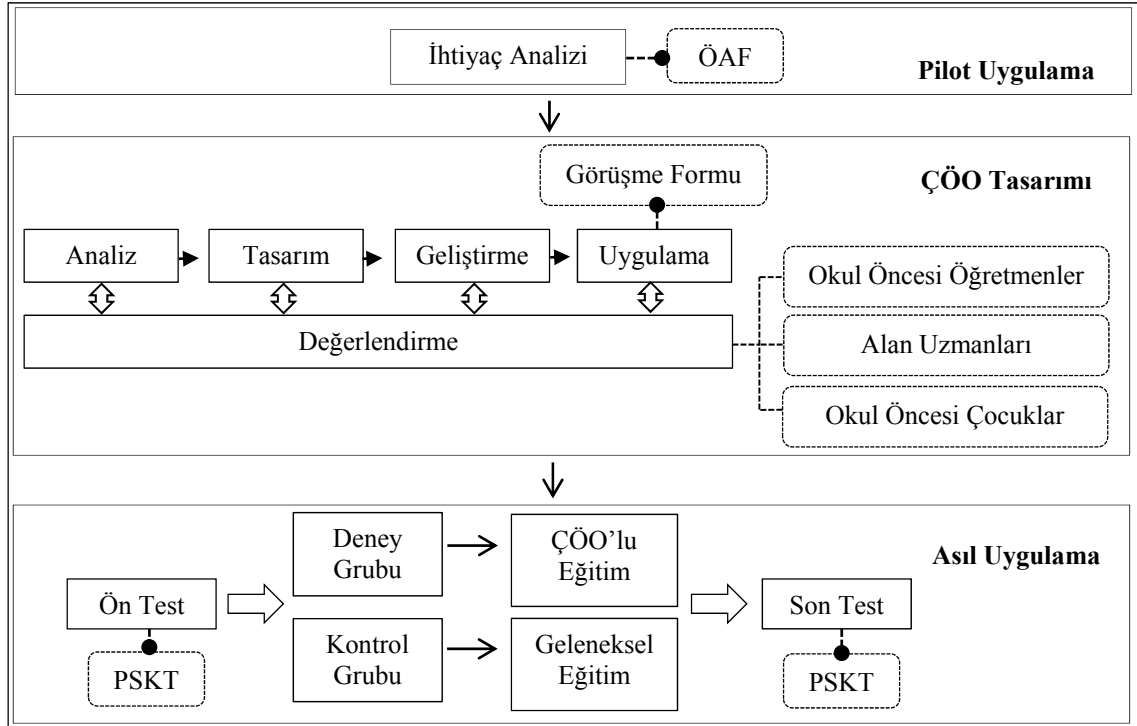 İhtiyaç Analizi
ÖAF
Pilot Uygulama
Görüşme Formu
ÇÖO Tasarımı
Analiz
Tasarım
Geliştirme
Uygulama
Değerlendirme
Okul Öncesi Öğretmenler
Alan Uzmanları
Okul Öncesi Çocuklar
Asıl Uygulama
Ön Test
PSKT
Deney
Grubu
ÇÖO’lu
Eğitim
Kontrol
Grubu
Geleneksel
Eğitim
Son Test
PSKT